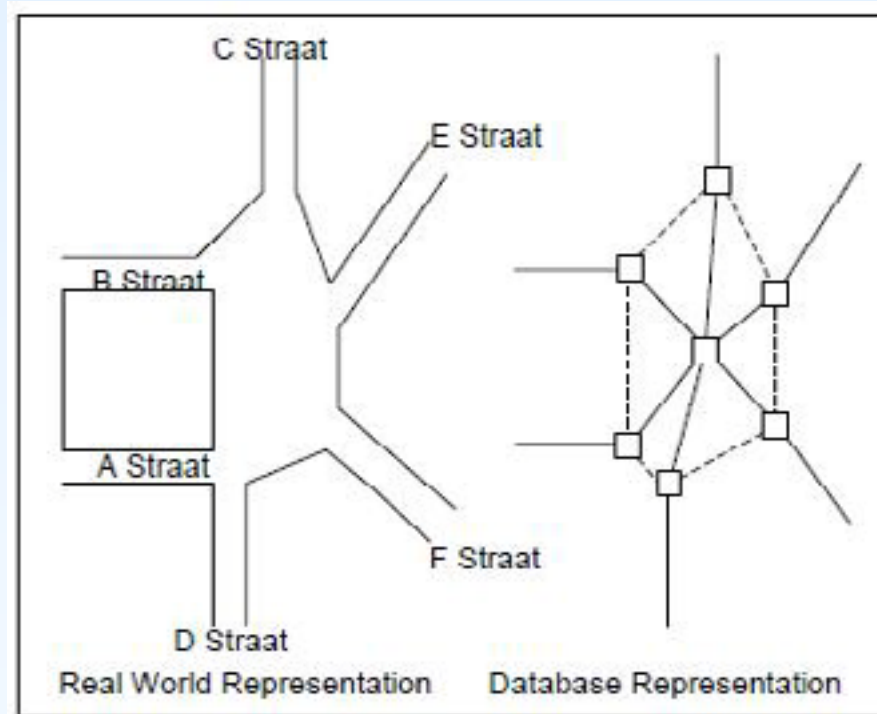 C Straat
E Straat
B Straat
A Straat
F Straat
D Straat
Real World Representation
Database Representation